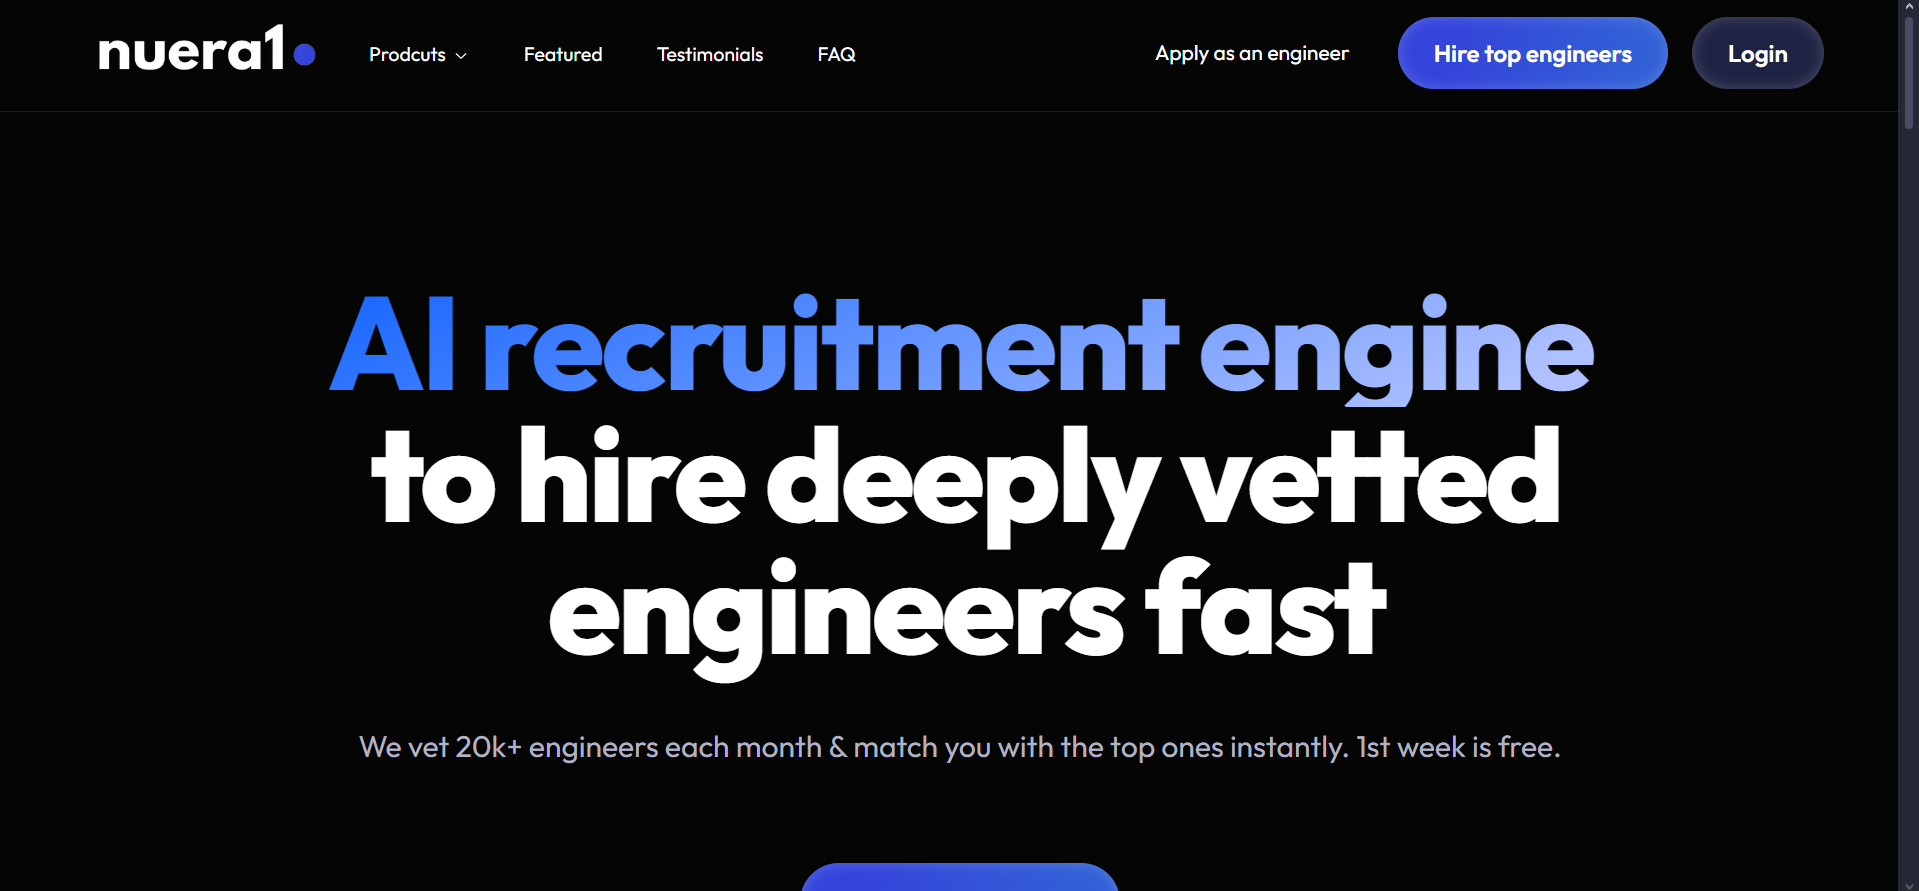 nuera1
Prodcuts
Featured
Testimonials
FAQ
Apply as an engineer
Hire top engineers
Login
AI recruitment engine
to hire deeply vetted
engineers fast
We vet 20k+ engineers each month & match you with the top ones instantly. 1st week is free.